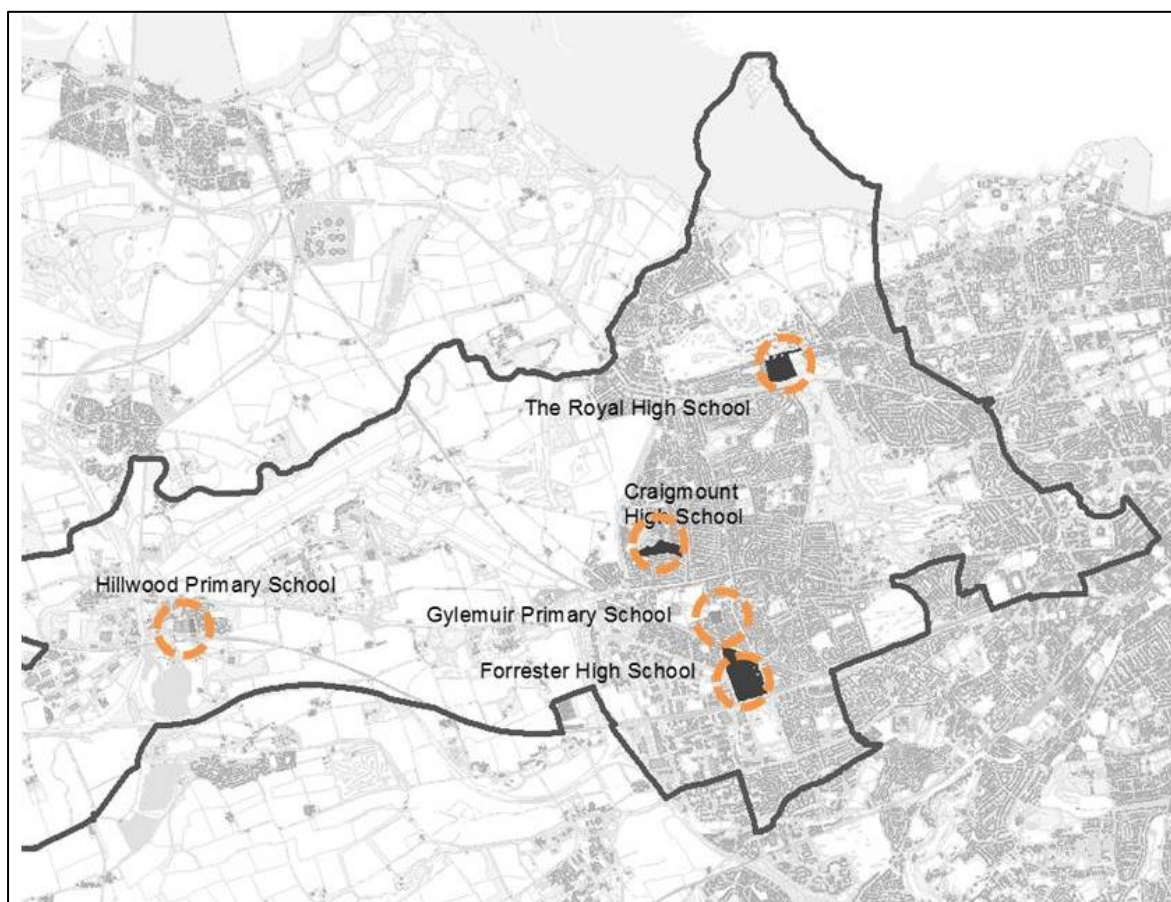 The Royal High School
Craigmount
High School
Hillwood Primary School
Gylemuir Primary School
Forrester High School